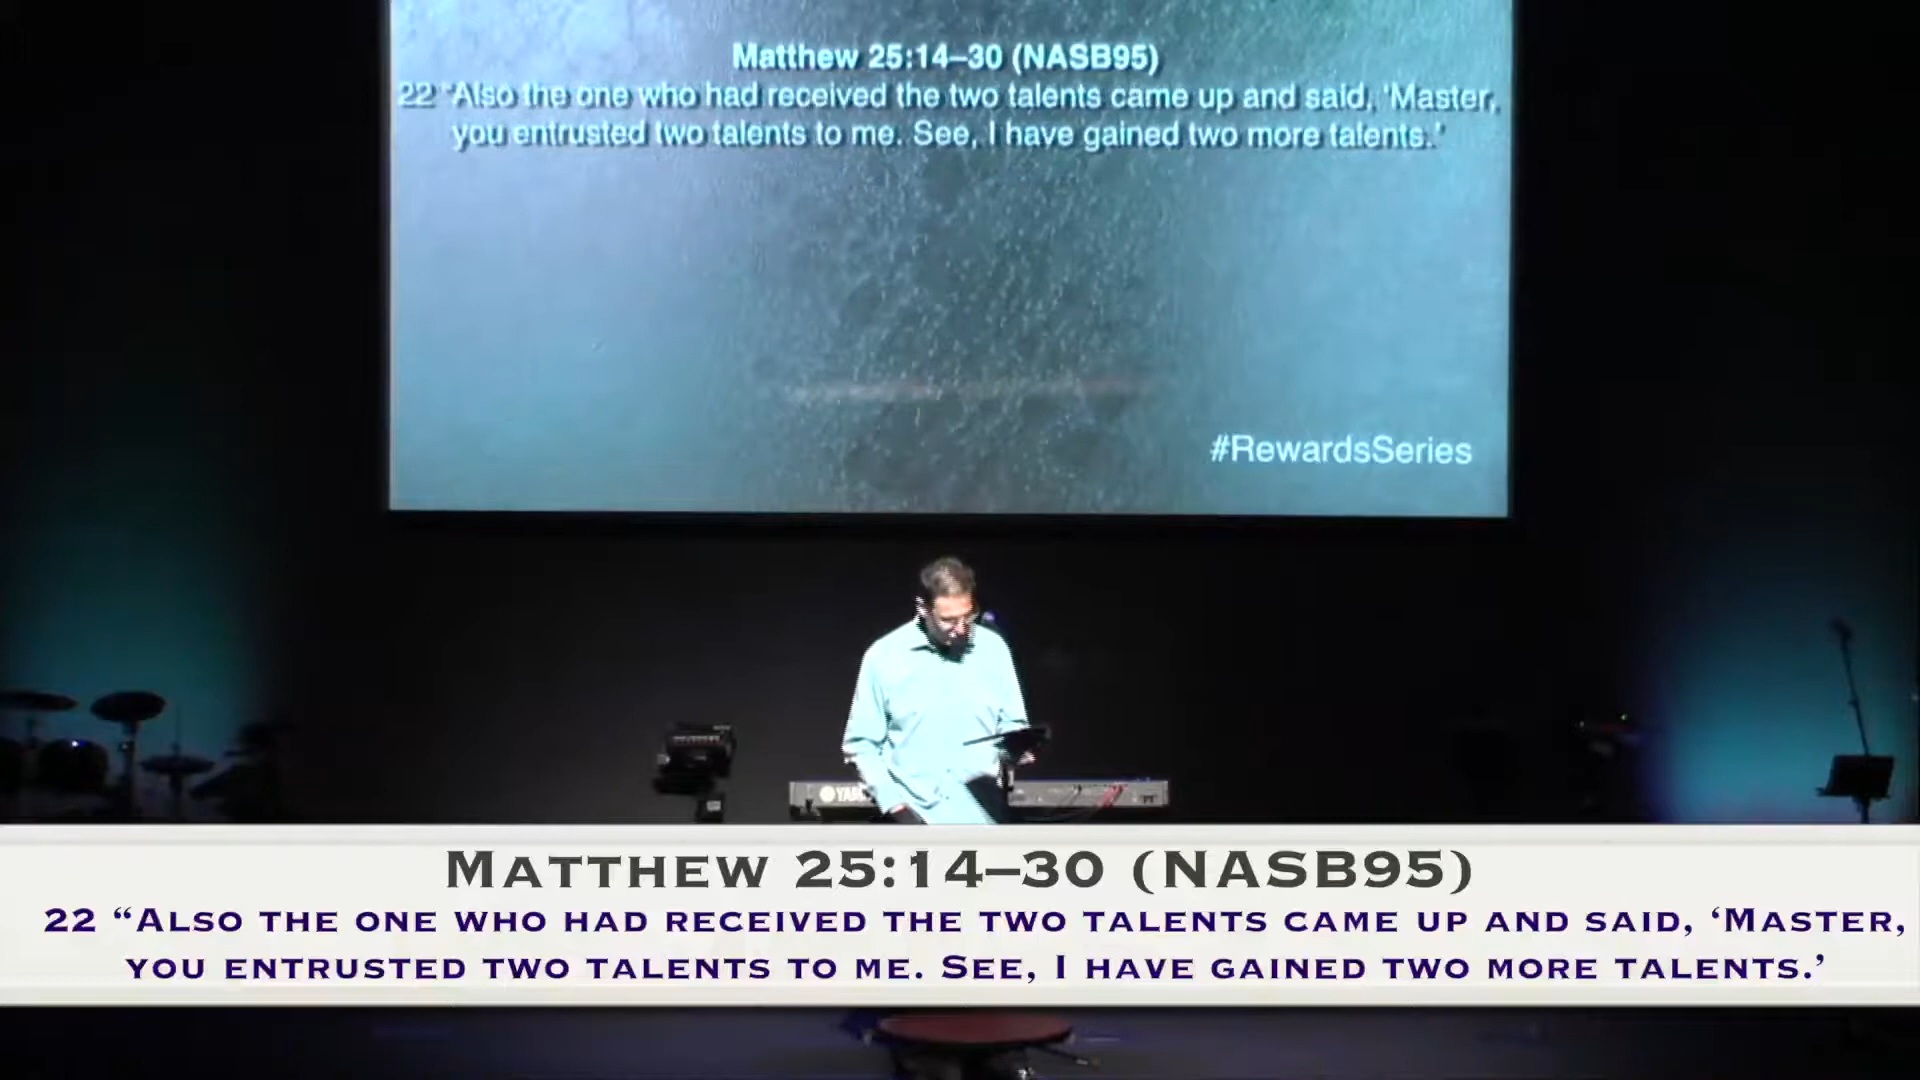 Matthew 25:14–30 (NASB95)
22 “Also the one who had received the two talents came up and said, ‘Master,
you entrusted two talents to me. See, I have gained two more talents.’
#RewardsSeries
Matthew 25:14–30 (NASB95)
22 “Also the one who had received the two talents came up and said, ‘Master,
you entrusted two talents to me. See, I have gained two more talents.’